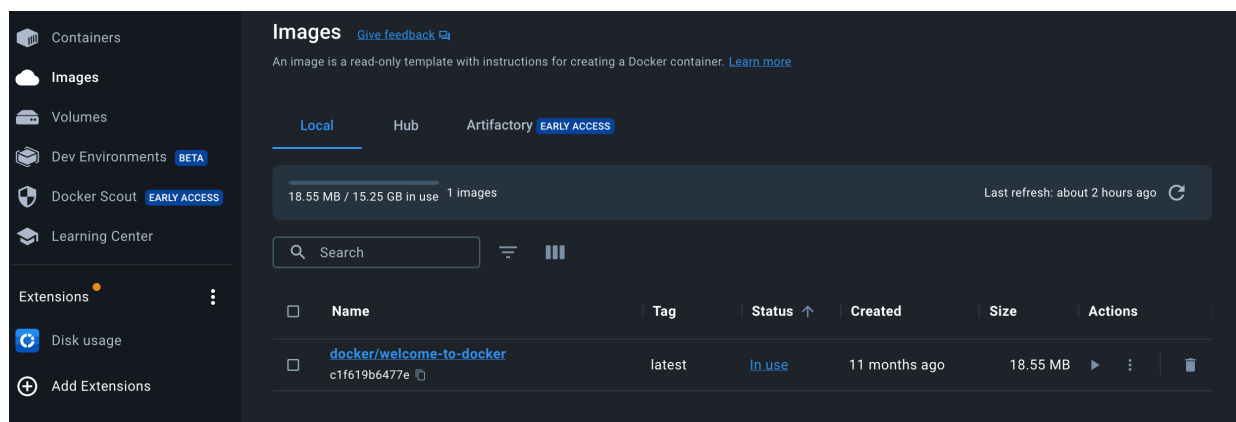 Containers
Images
Volumes
Dev Environments BETA
Docker Scout EARLY ACCESS
Learning Center
Extensions
Disk usage
Add Extensions
Images Give feedback
An image is a read-only template with instructions for creating a Docker container. Learn more
Local Hub Artifactory EARLY ACCESS
18.55 MB / 15.25 GB in use 1 images Last refresh: about 2 hours ago
Search
Name Tag Status Created Size Actions
docker/welcome-to-docker latest In use 11 months ago 18.55 MB
c1f619b6477e